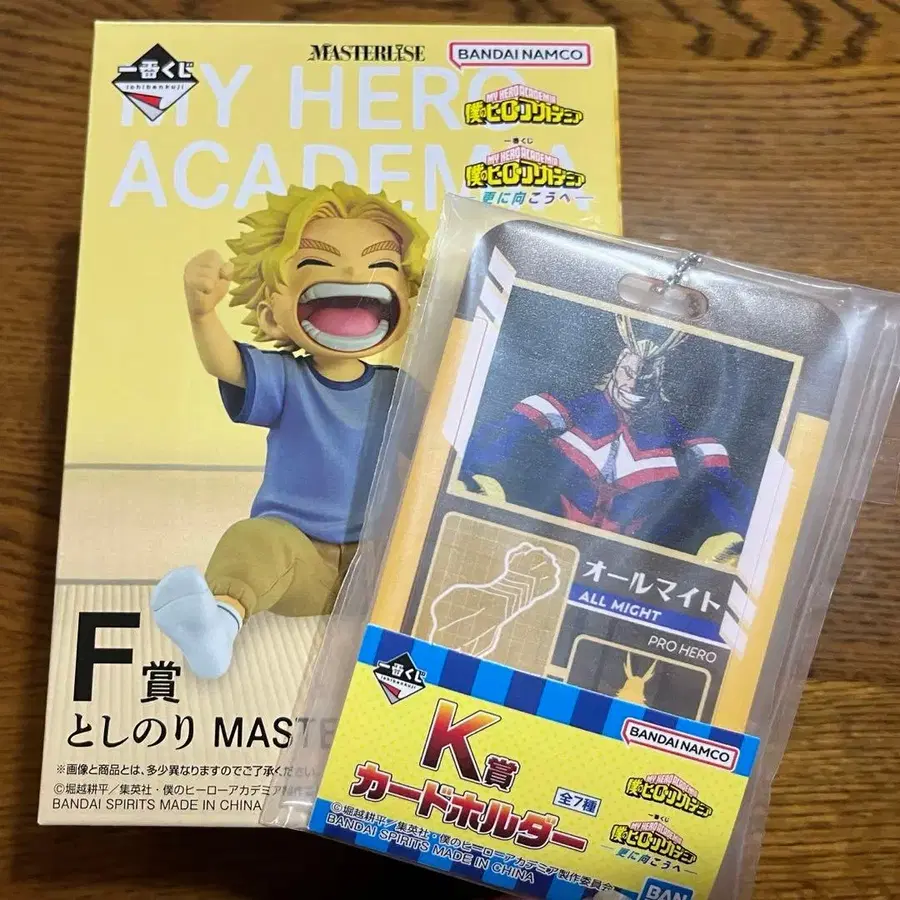 一番くじ
ichibankuji
MASTERLISE
BANDAI NAMCO
MY HERO
ACADEMIA
MY HERO ACADEMIA
僕のヒーローアカデミア
一番くじ
MY HERO ACADEMIA
僕のヒーローアカデミア
―更に向こうへ―
F賞
としのり MASTE
※画像と商品とは、多少異なりますのでご了承ください。
©堀越耕平/集英社・僕のヒーローアカデミア製作
BANDAI SPIRITS MADE IN CHINA
オールマイト
ALL MIGHT
PRO HERO
一番くじ
ichibankuji
K賞
カードホルダー
全7種
BANDAI NAMCO
MY HERO ACADEMIA
僕のヒーローアカデミア
一番くじ
MY HERO ACADEMIA
僕のヒーローアカデミア
―更に向こうへ―
©堀越耕平/集英社・僕のヒーローアカデミア製作委員会
BANDAI SPIRITS MADE IN CHINA
BAN